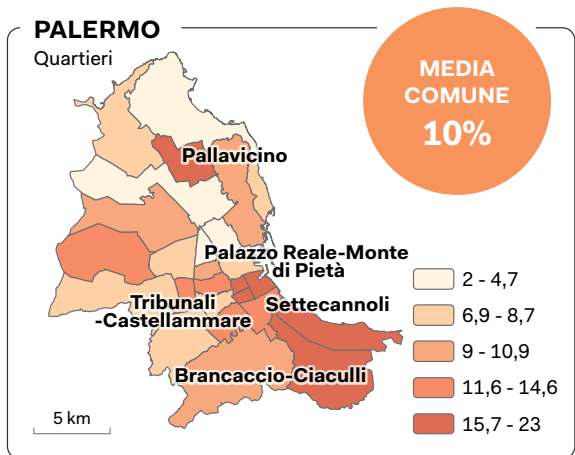 PALERMO
Quartieri
MEDIA
COMUNE
10%
Pallavicino
Palazzo Reale-Monte
di Pietà
Tribunali
-Castellammare
Settecannoli
Brancaccio-Ciaculli
2 - 4,7
6,9 - 8,7
9 - 10,9
11,6 - 14,6
15,7 - 23
5 km